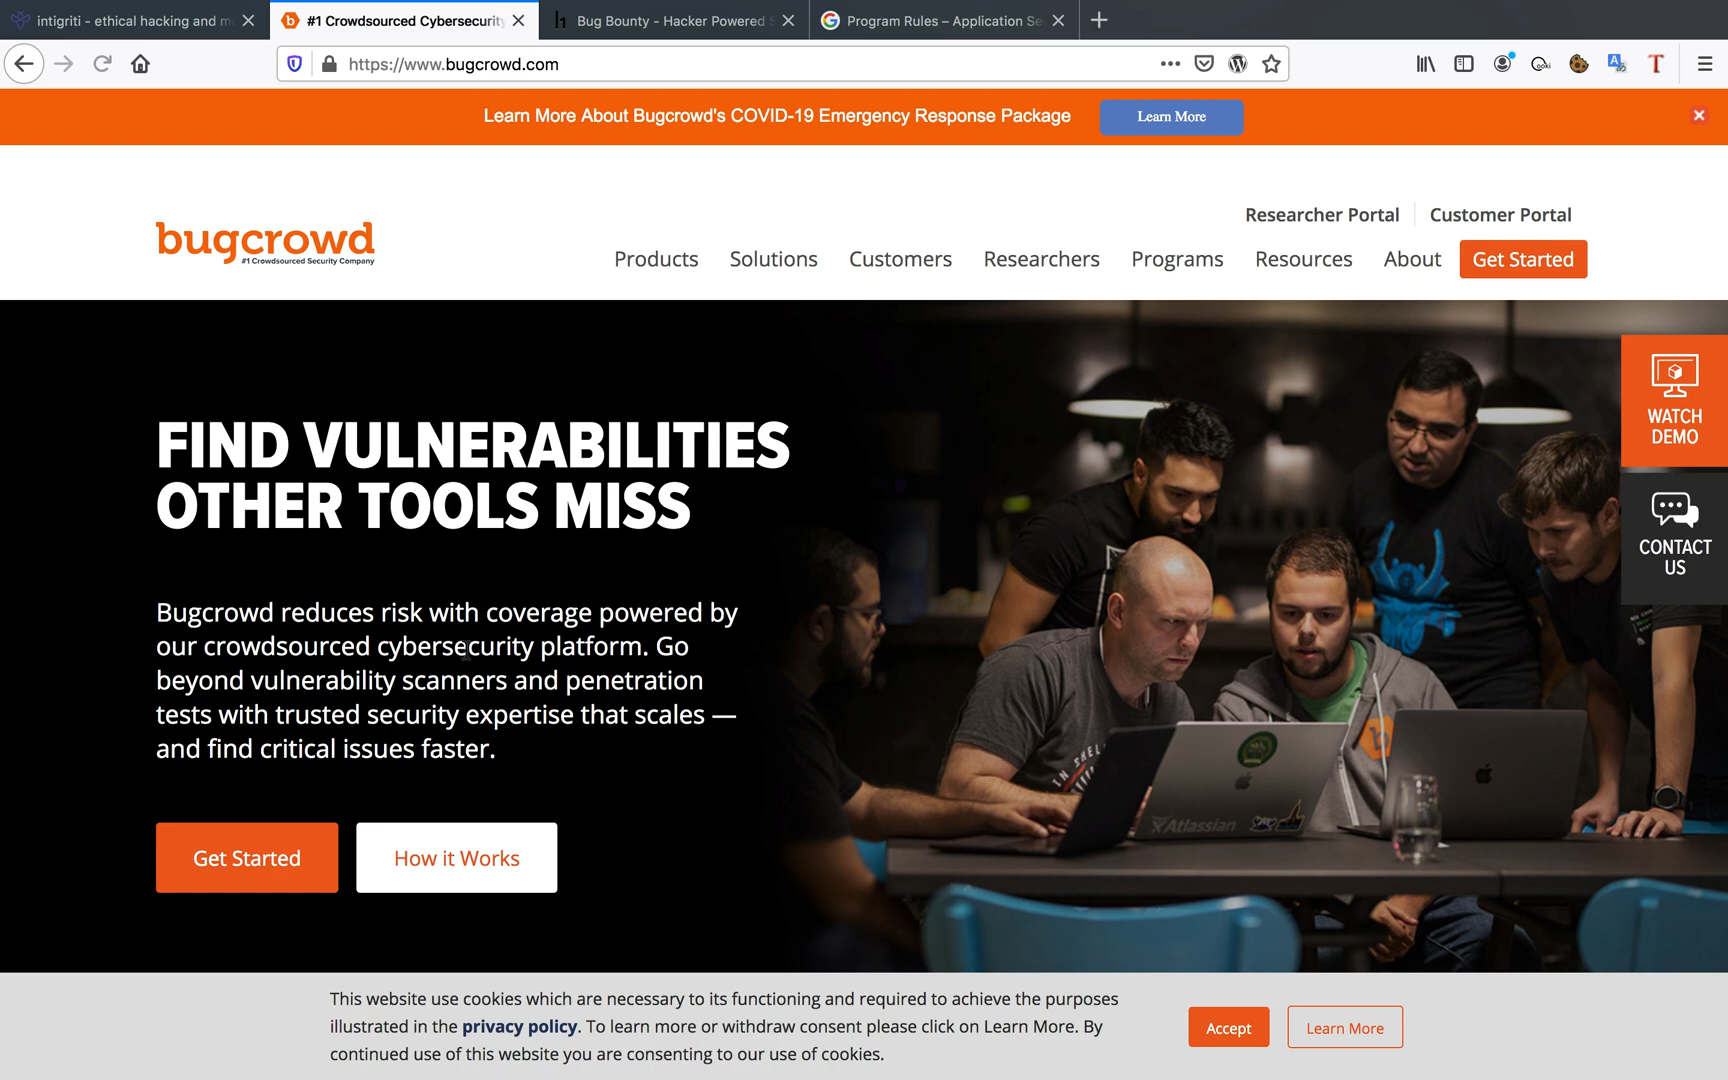 intigriti - ethical hacking and m
#1 Crowdsourced Cybersecurity
Bug Bounty - Hacker Powered S
Program Rules – Application Se
https://www.bugcrowd.com
Learn More About Bugcrowd's COVID-19 Emergency Response Package
Learn More
Researcher Portal
Customer Portal
bugcrowd
#1 Crowdsourced Security Company
Products
Solutions
Customers
Researchers
Programs
Resources
About
Get Started
FIND VULNERABILITIES
OTHER TOOLS MISS
WATCH
DEMO
CONTACT
US
Bugcrowd reduces risk with coverage powered by
our crowdsourced cybersecurity platform. Go
beyond vulnerability scanners and penetration
tests with trusted security expertise that scales —
and find critical issues faster.
Get Started
How it Works
IN SHELL
Atlassian
This website use cookies which are necessary to its functioning and required to achieve the purposes
illustrated in the privacy policy. To learn more or withdraw consent please click on Learn More. By
continued use of this website you are consenting to our use of cookies.
Accept
Learn More